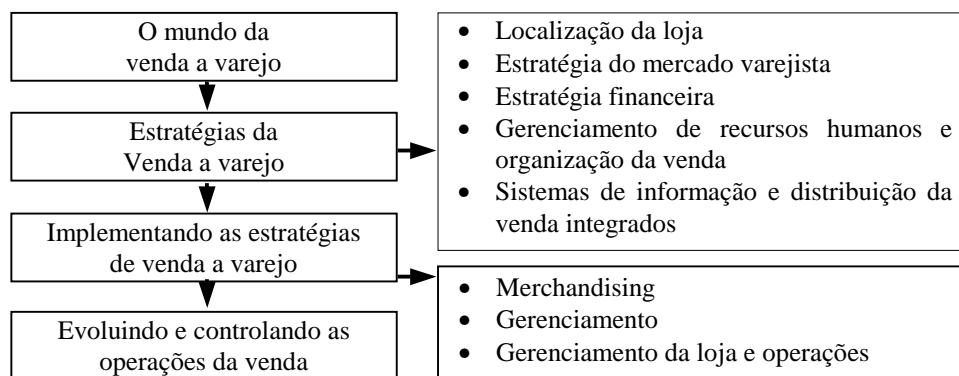 O mundo da
venda a varejo
Estratégias da
Venda a varejo
Implementando as estratégias
de venda a varejo
Evoluindo e controlando as
operações da venda
• Localização da loja
• Estratégia do mercado varejista
• Estratégia financeira
• Gerenciamento de recursos humanos e
organização da venda
• Sistemas de informação e distribuição da
venda integrados
• Merchandising
• Gerenciamento
• Gerenciamento da loja e operações